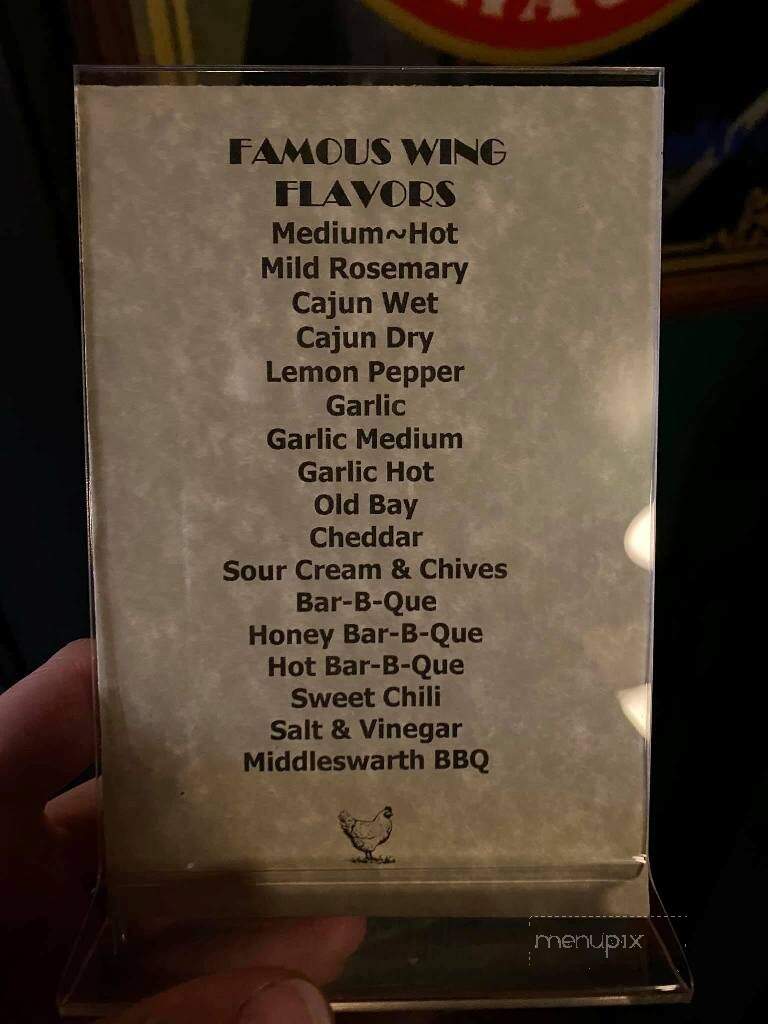 FAMOUS WING
FLAVORS
Medium~Hot
Mild Rosemary
Cajun Wet
Cajun Dry
Lemon Pepper
Garlic
Garlic Medium
Garlic Hot
Old Bay
Cheddar
Sour Cream & Chives
Bar-B-Que
Honey Bar-B-Que
Hot Bar-B-Que
Sweet Chili
Salt & Vinegar
Middleswarth BBQ
menupix